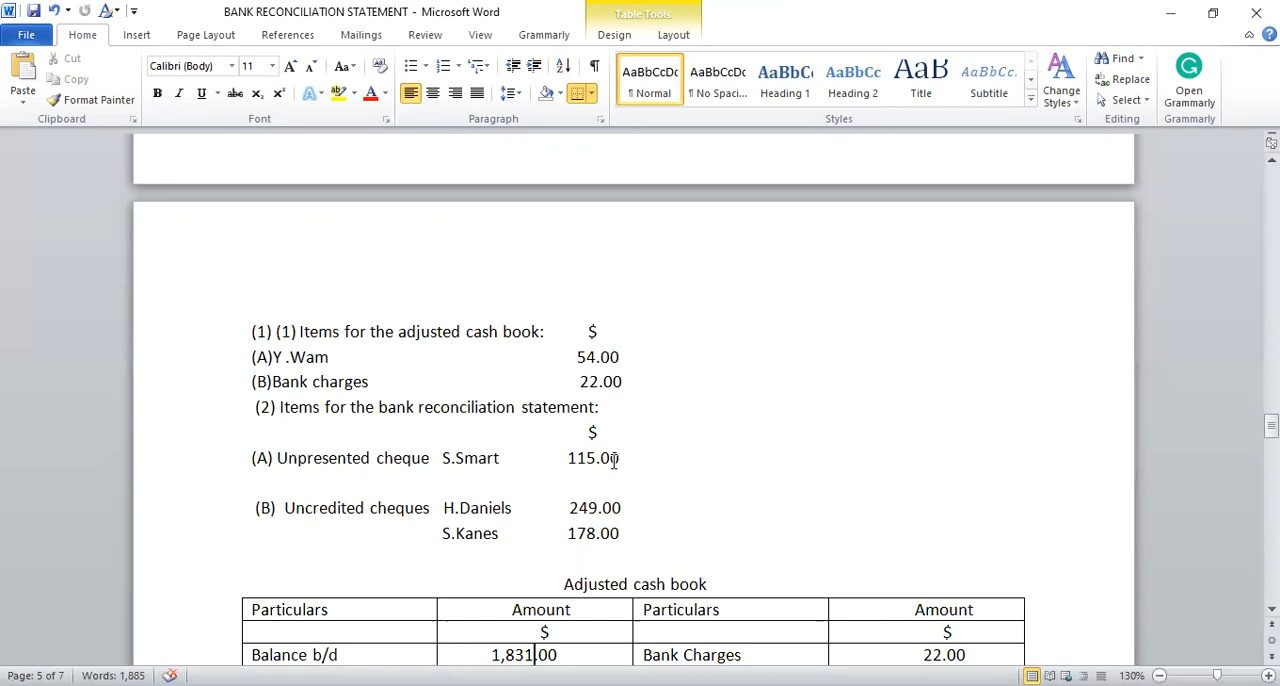 BANK RECONCILIATION STATEMENT - Microsoft Word
Table Tools
File Home Insert Page Layout References Mailings Review View Grammarly Design Layout
Paste
Cut
Copy
Format Painter
Clipboard
Calibri (Body) 11
Font
Paragraph
AaBbCcDc AaBbCcDc AaBbC( AaBbCc AaB AaBbCc.
¶ Normal ¶ No Spaci... Heading 1 Heading 2 Title Subtitle
Change Styles
Styles
Find
Replace
Select
Editing
Open Grammarly
Grammarly
(1) (1) Items for the adjusted cash book: $
(A)Y .Wam 54.00
(B)Bank charges 22.00
(2) Items for the bank reconciliation statement:
$
(A) Unpresented cheque S.Smart 115.00
(B) Uncredited cheques H.Daniels 249.00
S.Kanes 178.00
Adjusted cash book
Particulars Amount Particulars Amount
$ $
Balance b/d 1,831.00 Bank Charges 22.00
Page: 5 of 7 Words: 1,885 130%